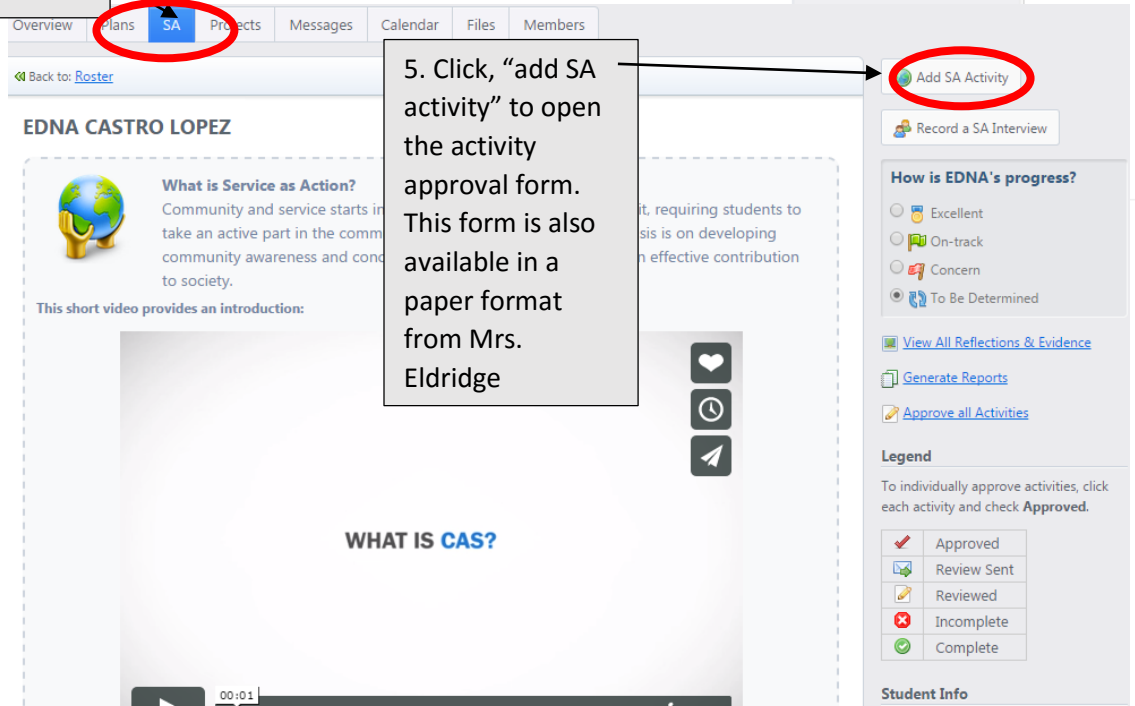 Overview Plans SA Projects Messages Calendar Files Members
Back to: Roster
EDNA CASTRO LOPEZ
What is Service as Action?
Community and service starts in
it, requiring students to
take an active part in the comm
sis is on developing
community awareness and conc
n effective contribution
to society.
This short video provides an introduction:
5. Click, “add SA
activity” to open
the activity
approval form.
This form is also
available in a
paper format
from Mrs.
Eldridge
WHAT IS CAS?
00:01
Add SA Activity
Record a SA Interview
How is EDNA's progress?
Excellent
On-track
Concern
To Be Determined
View All Reflections & Evidence
Generate Reports
Approve all Activities
Legend
To individually approve activities, click
each activity and check Approved.
Approved
Review Sent
Reviewed
Incomplete
Complete
Student Info